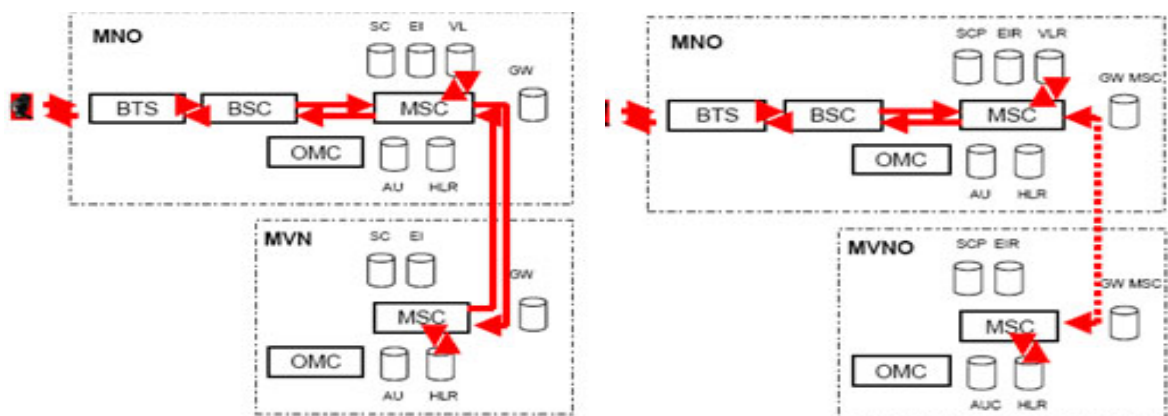 MNO
SC EI VL
GW
BTS BSC MSC
OMC
AU HLR
MVN
SC EI
GW
MSC
OMC
AU HLR
MNO
SCP EIR VLR
GW MSC
BTS BSC MSC
OMC
AU HLR
MVNO
SCP EIR
GW MSC
MSC
OMC
AUC HLR